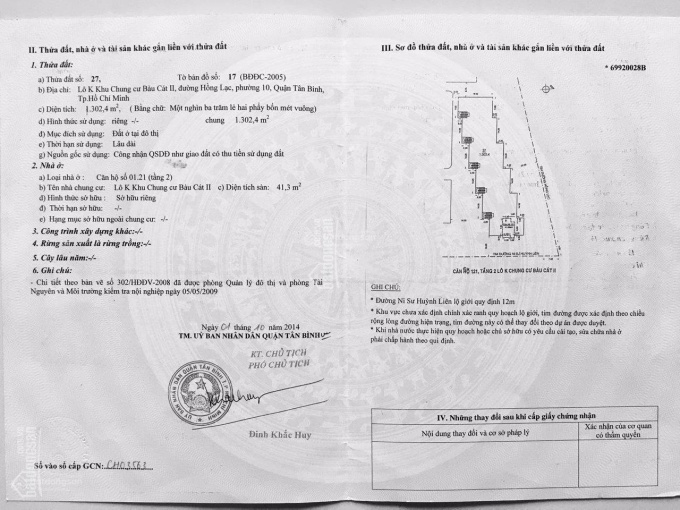 II. Thửa đất, nhà ở và tài sản khác gắn liền với thửa đất
1. Thửa đất:
a) Thửa đất số: 27, Tờ bản đồ số: 17 (BĐĐC-2005)
b) Địa chỉ: Lô K Khu Chung cư Bàu Cát II, đường Hồng Lạc, phường 10, Quận Tân Bình,
Tp.Hồ Chí Minh
c) Diện tích: 1.302,4 m², ( Bằng chữ: Một nghìn ba trăm lẻ hai phẩy bốn mét vuông)
d) Hình thức sử dụng: riêng -/- chung 1.302,4 m²
đ) Mục đích sử dụng: Đất ở tại đô thị
e) Thời hạn sử dụng: Lâu dài
g) Nguồn gốc sử dụng: Công nhận QSDĐ như giao đất có thu tiền sử dụng đất
2. Nhà ở:
a) Loại nhà ở: Căn hộ số 01.21 (tầng 2)
b) Tên nhà chung cư: Lô K Khu Chung cư Bàu Cát II c) Diện tích sàn: 41,3 m²
d) Hình thức sở hữu: Sở hữu riêng
đ) Thời hạn sở hữu: -/-
e) Hạng mục sở hữu ngoài chung cư: -/-
3. Công trình xây dựng khác:-/-
4. Rừng sản xuất là rừng trồng:-/-
5. Cây lâu năm:-/-
6. Ghi chú:
- Chi tiết theo bản vẽ số 302/HĐĐV-2008 đã được phòng Quản lý đô thị và phòng Tài
Nguyên và Môi trường kiểm tra nội nghiệp ngày 05/05/2009
Ngày 01 tháng 10 năm 2014
TM. UỶ BAN NHÂN DÂN QUẬN TÂN BÌNH
KT. CHỦ TỊCH
PHÓ CHỦ TỊCH
Đinh Khắc Huy
Số vào sổ cấp GCN: CH03563
III. Sơ đồ thửa đất, nhà ở và tài sản khác gắn liền với thửa đất
* 69920028B
CĂN HỘ 121, TẦNG 2 LÔ K CHUNG CƯ BÀU CÁT II
GHI CHÚ:
* Đường Ni Sư Huỳnh Liên lộ giới quy định 12m
* Khu vực chưa xác định chính xác ranh quy hoạch lộ giới, tim đường được xác định theo chiều
rộng lòng đường hiện trạng, tim đường này có thể thay đổi theo dự án được duyệt.
* Khi nhà nước thực hiện quy hoạch hoặc chủ sở hữu có yêu cầu cải tạo, sửa chữa nhà ở
phải chấp hành theo qui định.
IV. Những thay đổi sau khi cấp giấy chứng nhận
Nội dung thay đổi và cơ sở pháp lý
Xác nhận của cơ quan
có thẩm quyền